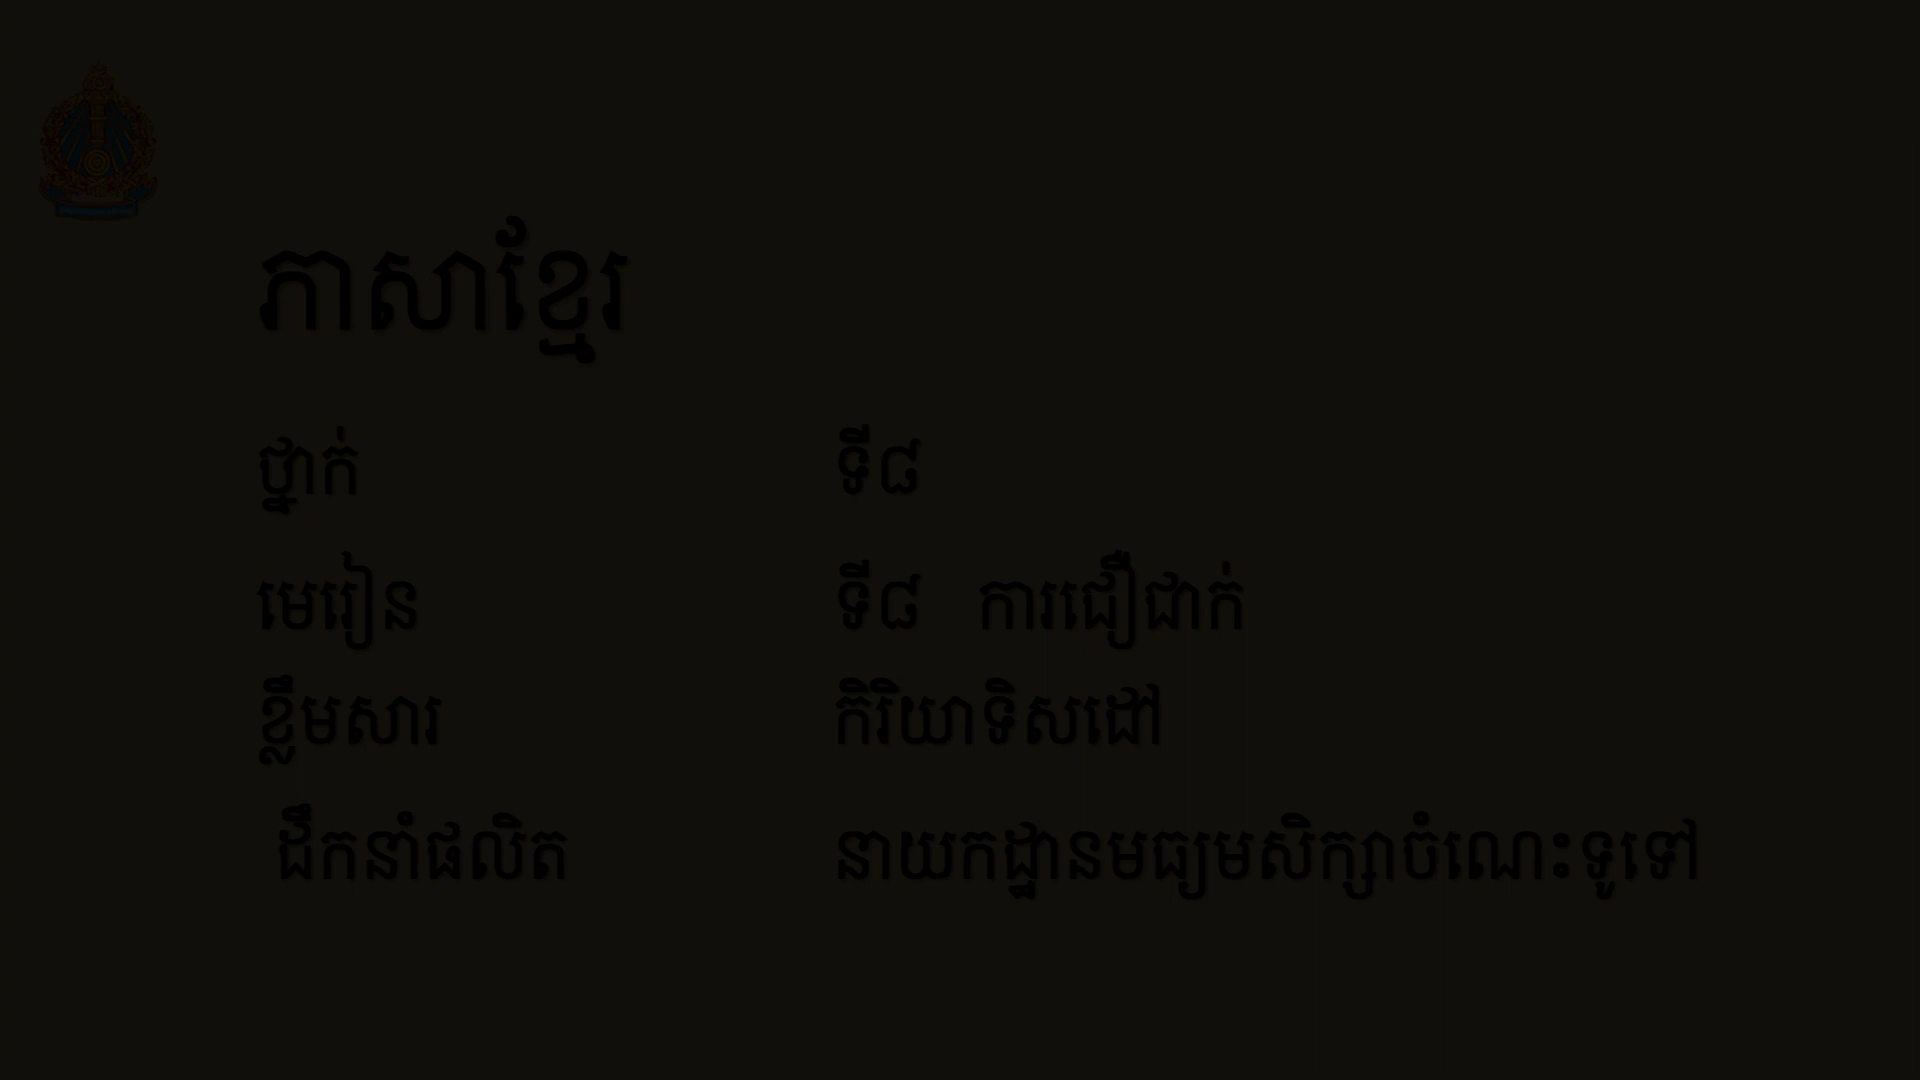 ភាសាខ្មែរ
ថ្នាក់ ទី៨
មេរៀន ទី៨ ការជឿជាក់
ខ្លឹមសារ កិរិយាទិសដៅ
ដឹកនាំផលិត នាយកដ្ឋានមធ្យមសិក្សាចំណេះទូទៅ